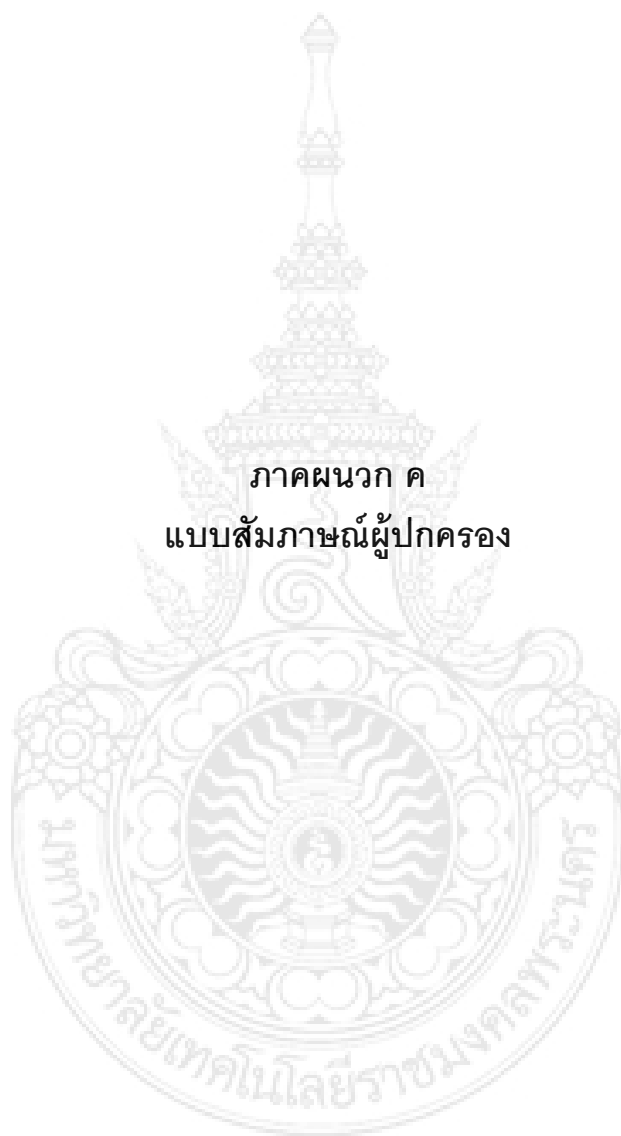 ภาคผนวก ค
แบบสัมภาษณ์ผู้ปกครอง
มหาวิทยาลัยเทคโนโลยีราชมงคลพระนคร